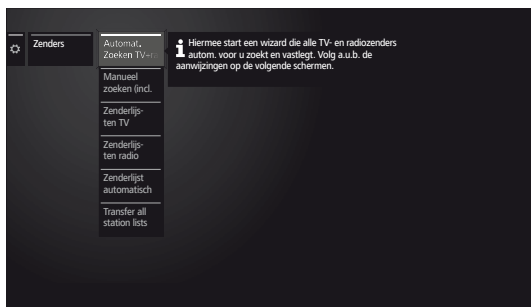 Zenders
Automat.
Zoeken TV+r
Manueel
zoeken (incl.
Zenderlijs-
ten TV
Zenderlijs-
ten radio
Zenderlijst
automatisch
Transfer all
station lists
Hiermee start een wizard die alle TV- en radiozenders
autom. voor u zoekt en vastlegt. Volg a.u.b. de
aanwijzingen op de volgende schermen.